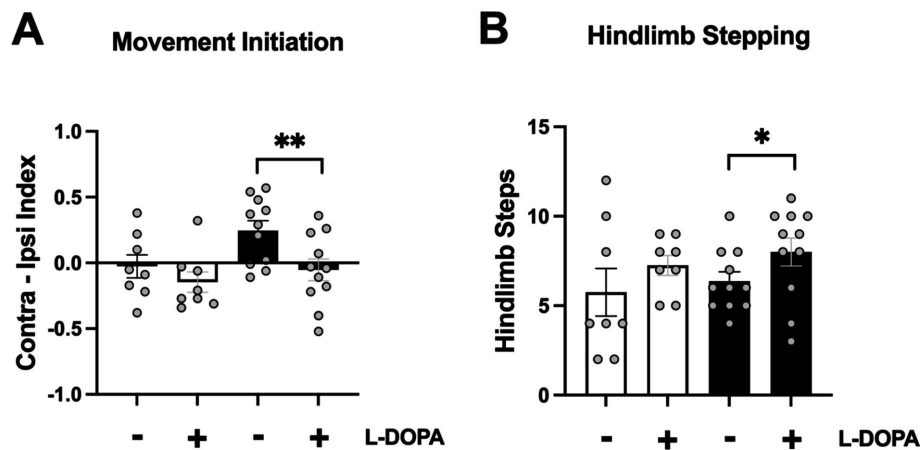 A
Movement Initiation
Contra - Ipsi Index
1.0
0.5
0.0
-0.5
-1.0
**
- + - + L-DOPA
B
Hindlimb Stepping
Hindlimb Steps
15
10
5
0
*
- + - + L-DOPA